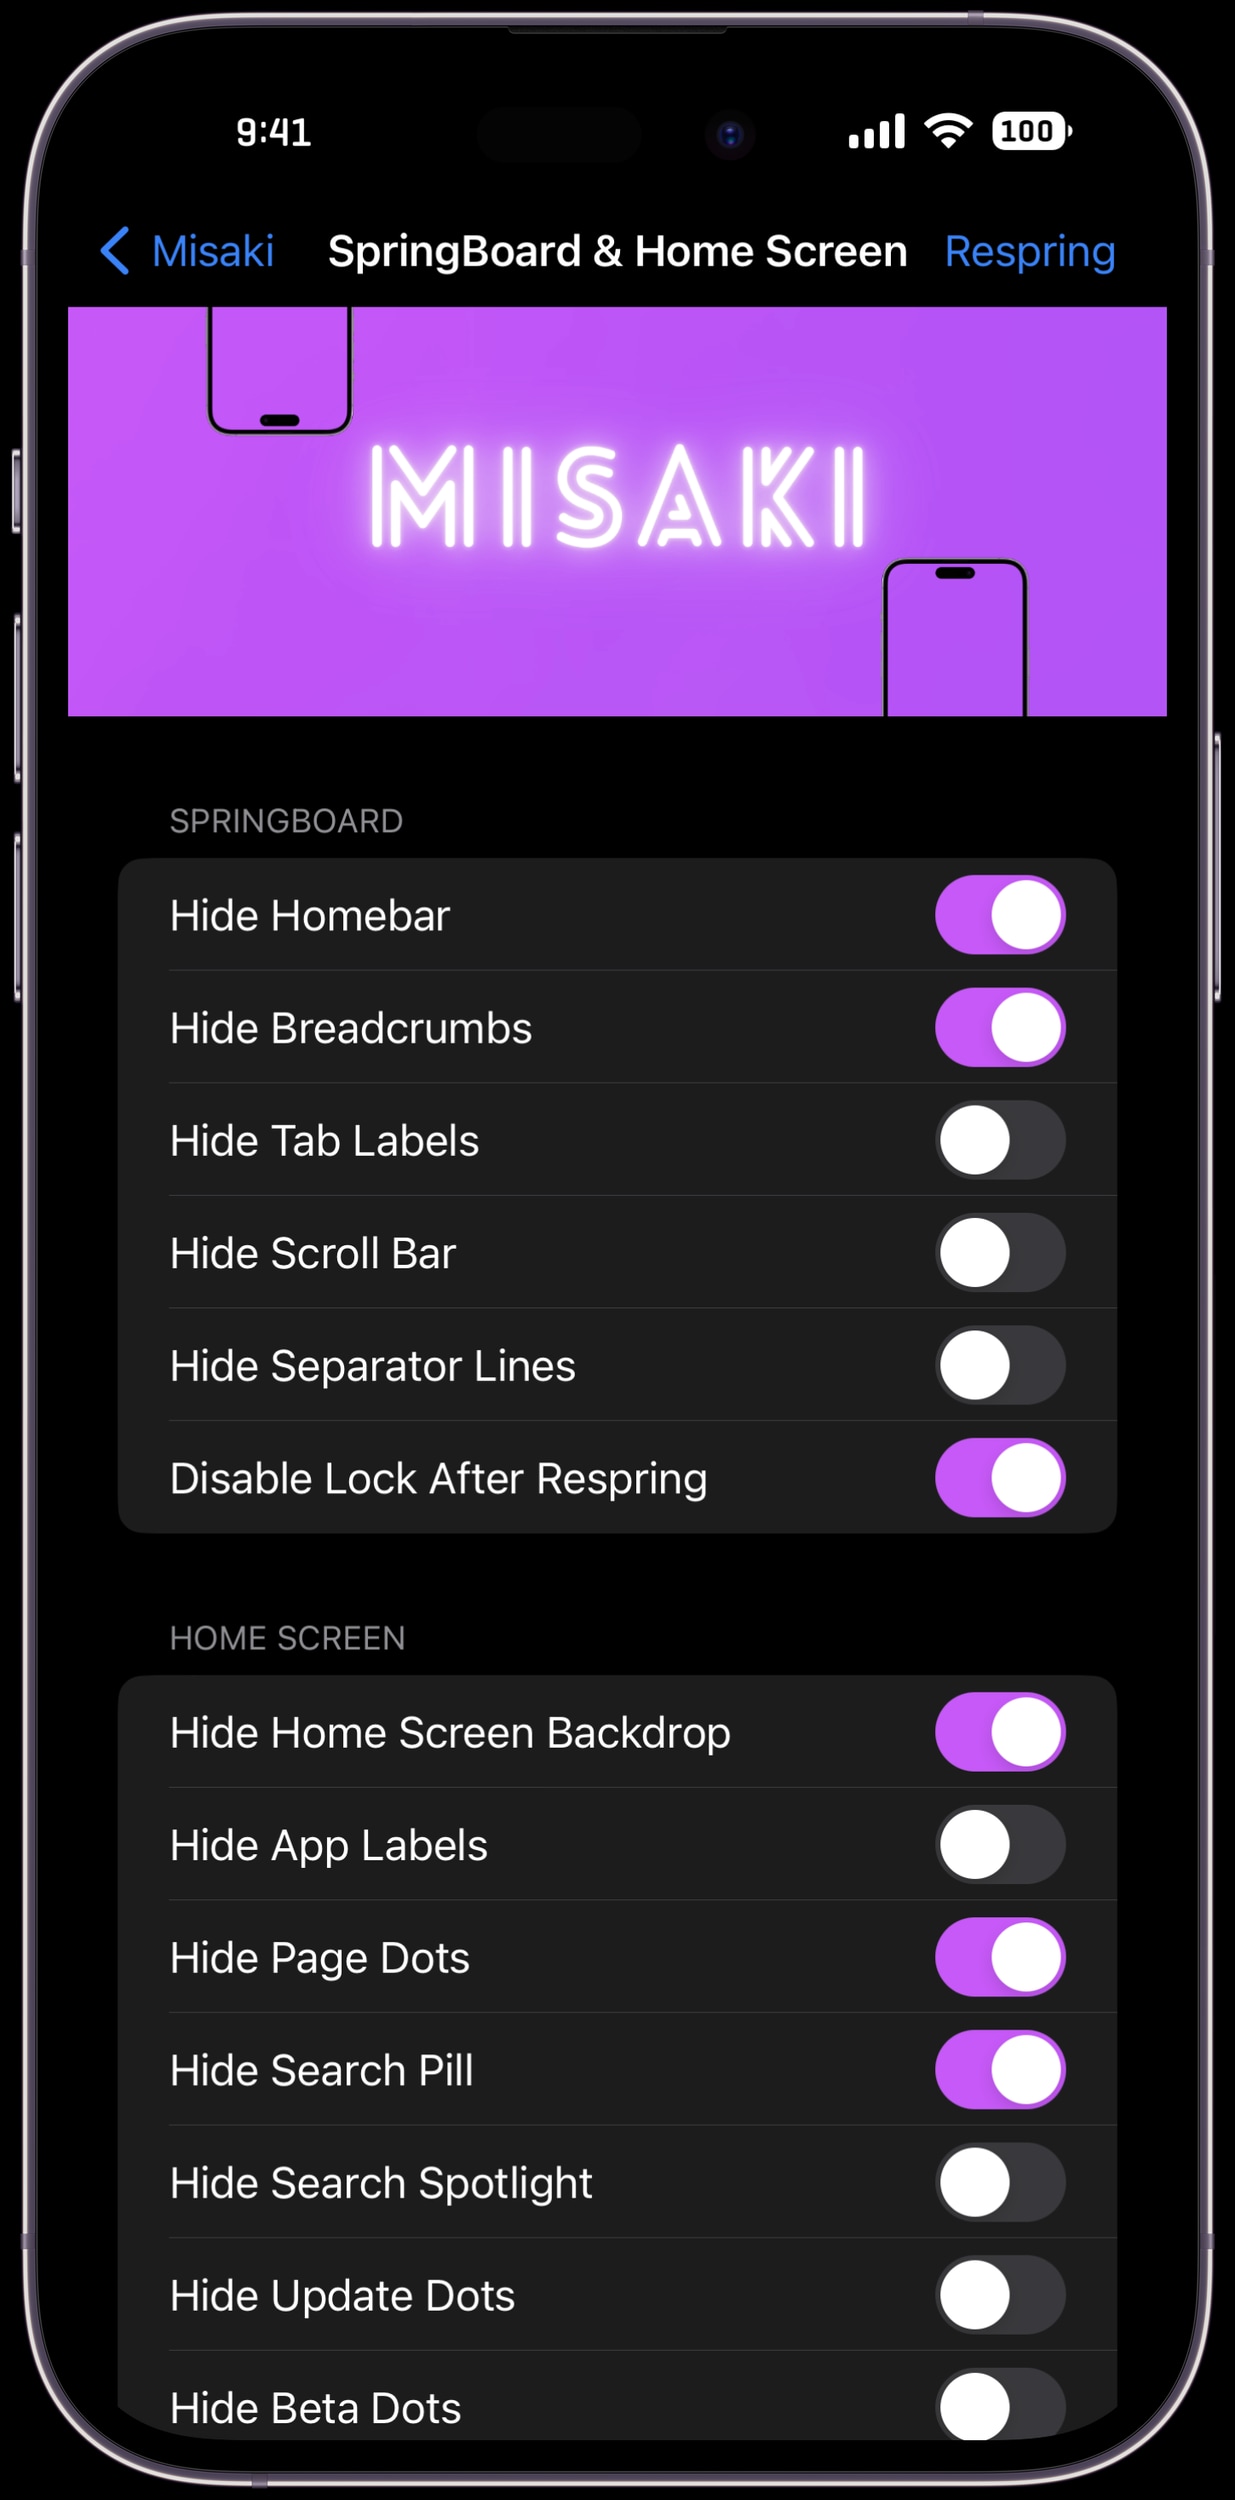 9:41
100
Misaki
SpringBoard & Home Screen
Respring
MISAKI
SPRINGBOARD
Hide Homebar
Hide Breadcrumbs
Hide Tab Labels
Hide Scroll Bar
Hide Separator Lines
Disable Lock After Respring
HOME SCREEN
Hide Home Screen Backdrop
Hide App Labels
Hide Page Dots
Hide Search Pill
Hide Search Spotlight
Hide Update Dots
Hide Beta Dots